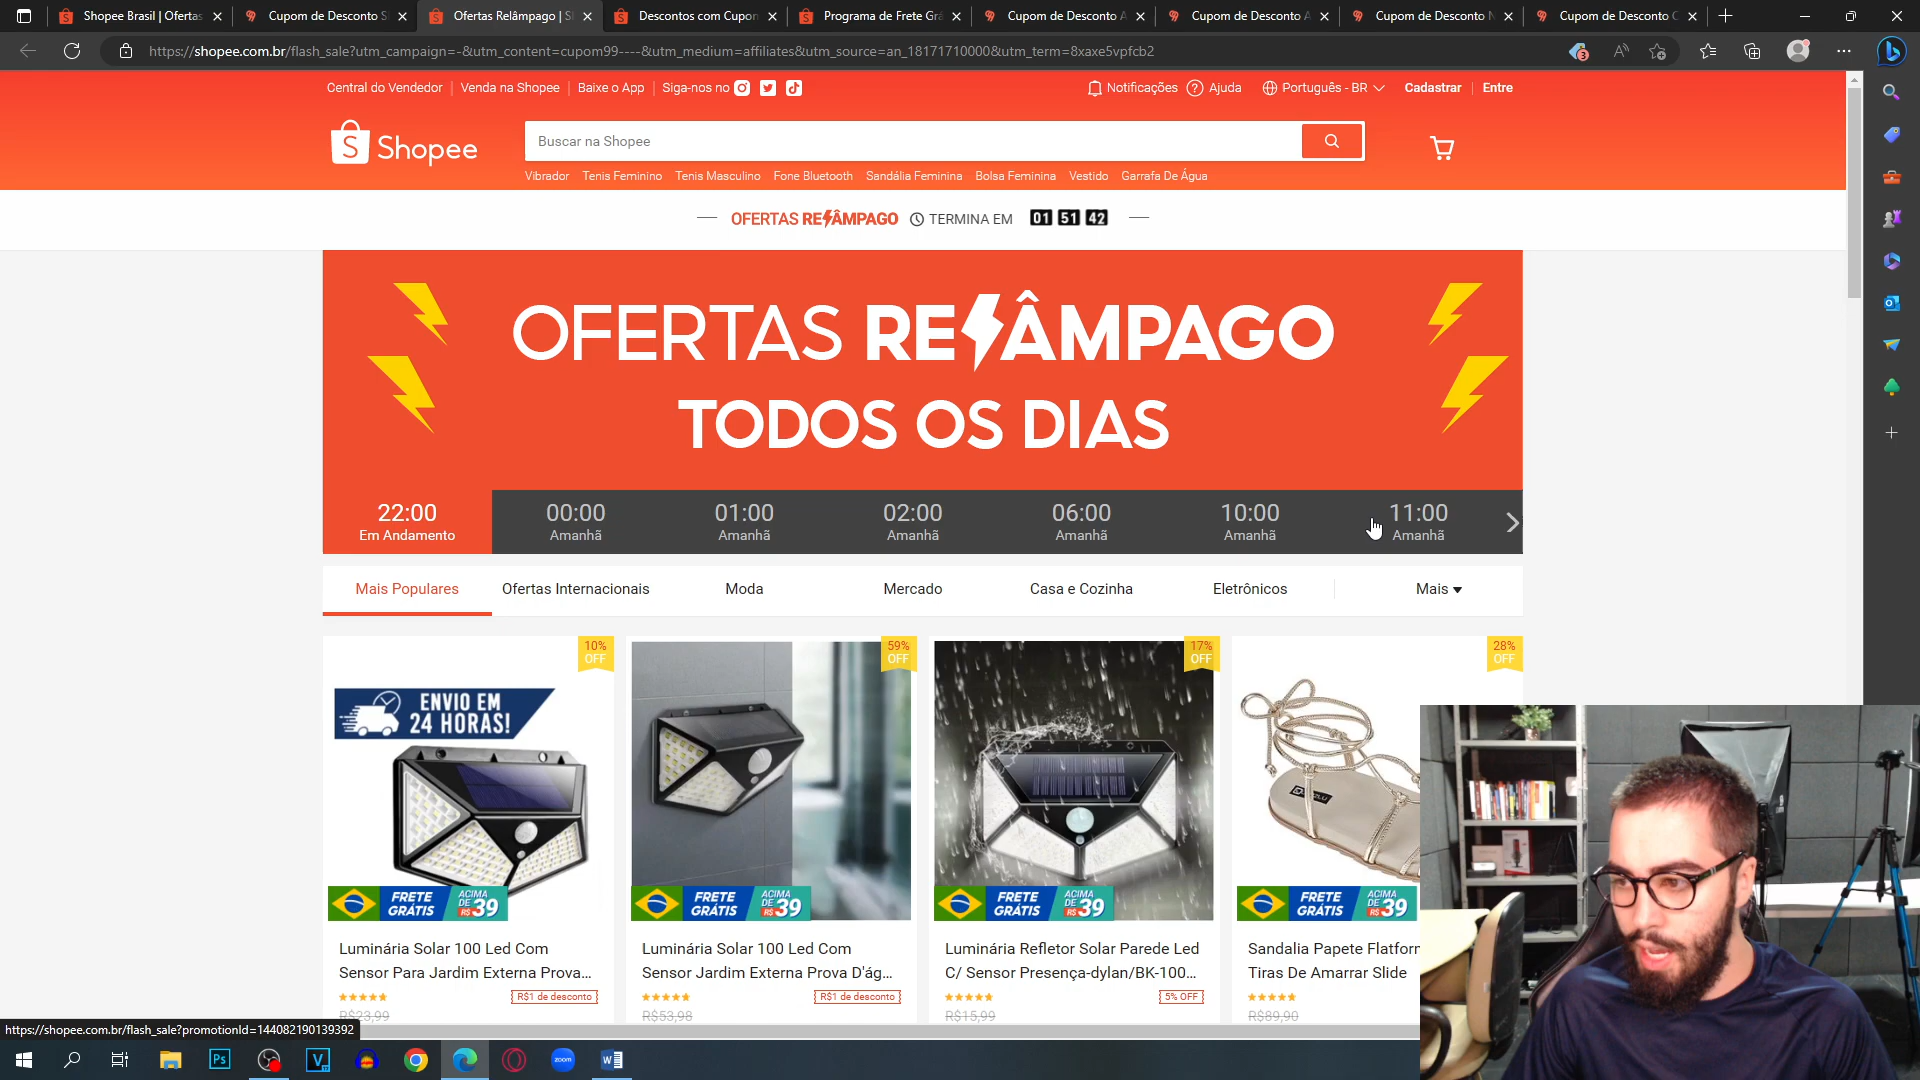 Shopee Brasil | Ofertas
Cupom de Desconto S
Ofertas Relâmpago | S
Descontos com Cupon
Programa de Frete Grá
Cupom de Desconto A
Cupom de Desconto A
Cupom de Desconto N
Cupom de Desconto C
https://shopee.com.br/flash_sale?utm_campaign=-&utm_content=cupom99----&utm_medium=affiliates&utm_source=an_18171710000&utm_term=8xaxe5vpfcb2
3
Central do Vendedor
Venda na Shopee
Baixe o App
Siga-nos no
Notificações
Ajuda
Português - BR
Cadastrar
Entre
Shopee
Buscar na Shopee
Vibrador Tenis Feminino Tenis Masculino Fone Bluetooth Sandália Feminina Bolsa Feminina Vestido Garrafa De Água
OFERTAS RELÂMPAGO TERMINA EM 01 51 42
OFERTAS RELÂMPAGO
TODOS OS DIAS
22:00
Em Andamento
00:00
Amanhã
01:00
Amanhã
02:00
Amanhã
06:00
Amanhã
10:00
Amanhã
11:00
Amanhã
Mais Populares
Ofertas Internacionais
Moda
Mercado
Casa e Cozinha
Eletrônicos
Mais
10%
OFF
59%
OFF
17%
OFF
28%
OFF
ENVIO EM
24 HORAS!
FRETE
GRÁTIS
ACIMA
DE
R$39
FRETE
GRÁTIS
ACIMA
DE
R$39
FRETE
GRÁTIS
ACIMA
DE
R$39
FRETE
GRÁTIS
ACIMA
DE
R$39
Luminária Solar 100 Led Com
Sensor Para Jardim Externa Prova...
R$1 de desconto
R$23,99
Luminária Solar 100 Led Com
Sensor Jardim Externa Prova D'ág...
R$1 de desconto
R$53,98
Luminária Refletor Solar Parede Led
C/ Sensor Presença-dylan/BK-100...
5% OFF
R$15,99
Sandalia Papete Flatfor
Tiras De Amarrar Slide
R$89,90
https://shopee.com.br/flash_sale?promotionId=144082190139392
Ps
V
zoom
W